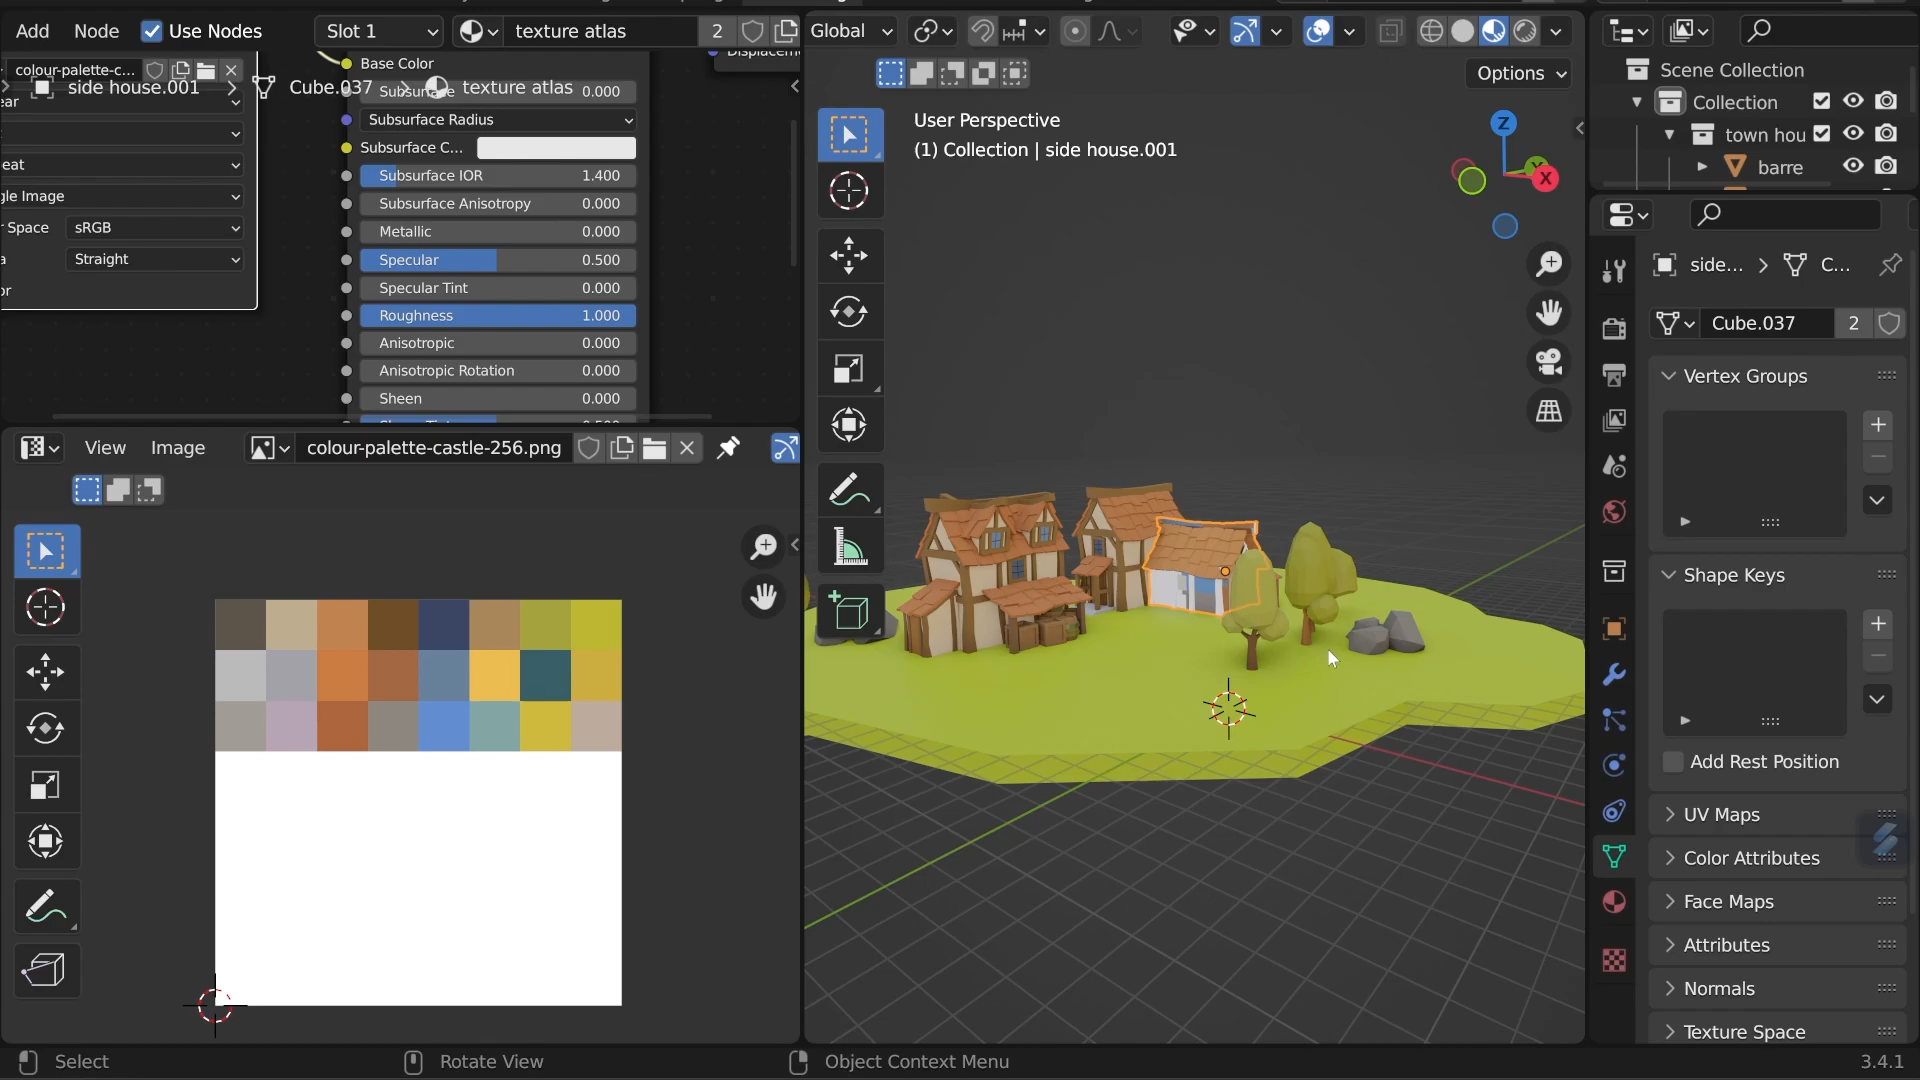 Add Node Use Nodes Slot 1 texture atlas 2
Global
Options
colour-palette-c...
side house.001 > Cube.037 > texture atlas
ear
eat
gle Image
r Space sRGB
a Straight
or
Base Color
Subsurface 0.000
Subsurface Radius
Subsurface C...
Subsurface IOR 1.400
Subsurface Anisotropy 0.000
Metallic 0.000
Specular 0.500
Specular Tint 0.000
Roughness 1.000
Anisotropic 0.000
Anisotropic Rotation 0.000
Sheen 0.000
View Image colour-palette-castle-256.png
User Perspective
(1) Collection | side house.001
Z
Y
X
Scene Collection
Collection
town hou
barre
side... > C...
Cube.037 2
Vertex Groups
Shape Keys
Add Rest Position
UV Maps
Color Attributes
Face Maps
Attributes
Normals
Texture Space
Select Rotate View Object Context Menu 3.4.1